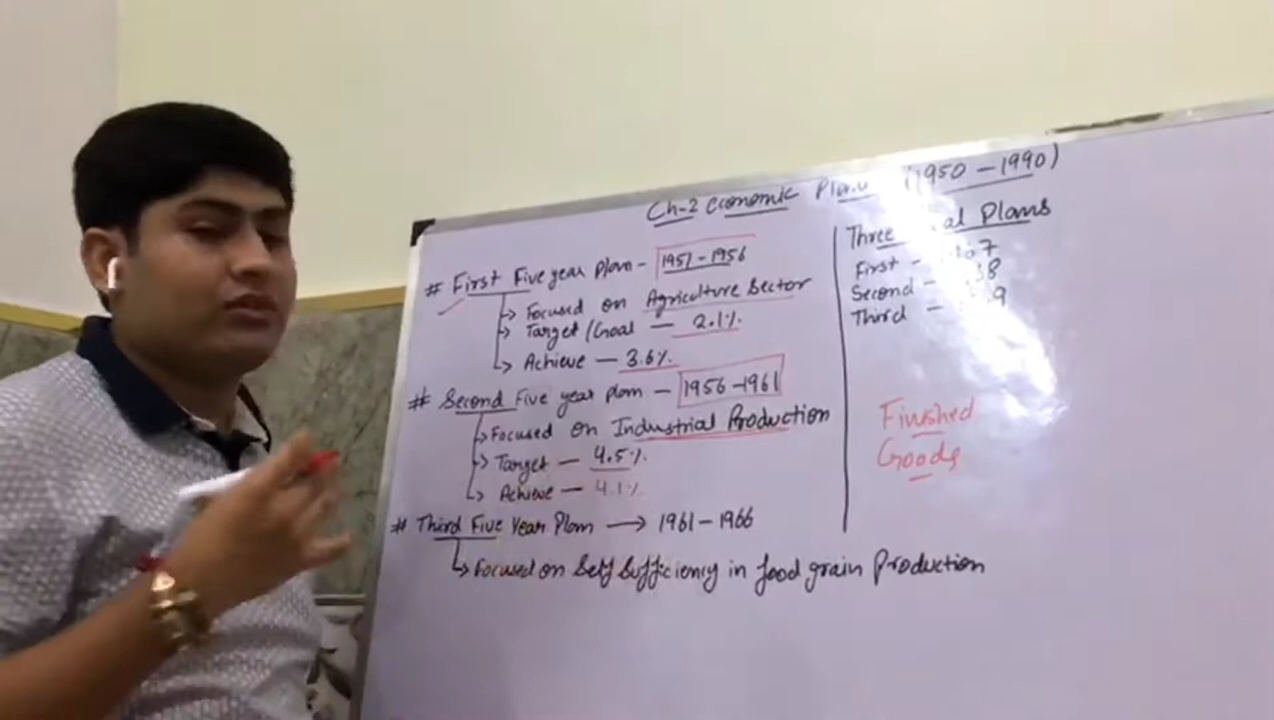 Ch-2 Economic (1950-1990)
# First Five year plan - 1951-1956
↳ Focused on Agriculture Sector
↳ Target/Goal - 2.1%.
↳ Achieve - 3.6%.
# Second Five year plan - 1956-1961
↳ Focused on Industrial Production
↳ Target - 4.5%.
↳ Achieve - 4.1%
# Third Five Year Plan → 1961-1966
↳ Focused on Self Sufficiency in food grain Production
Three Plans
First -
Second -
Third -
Finished
Goods